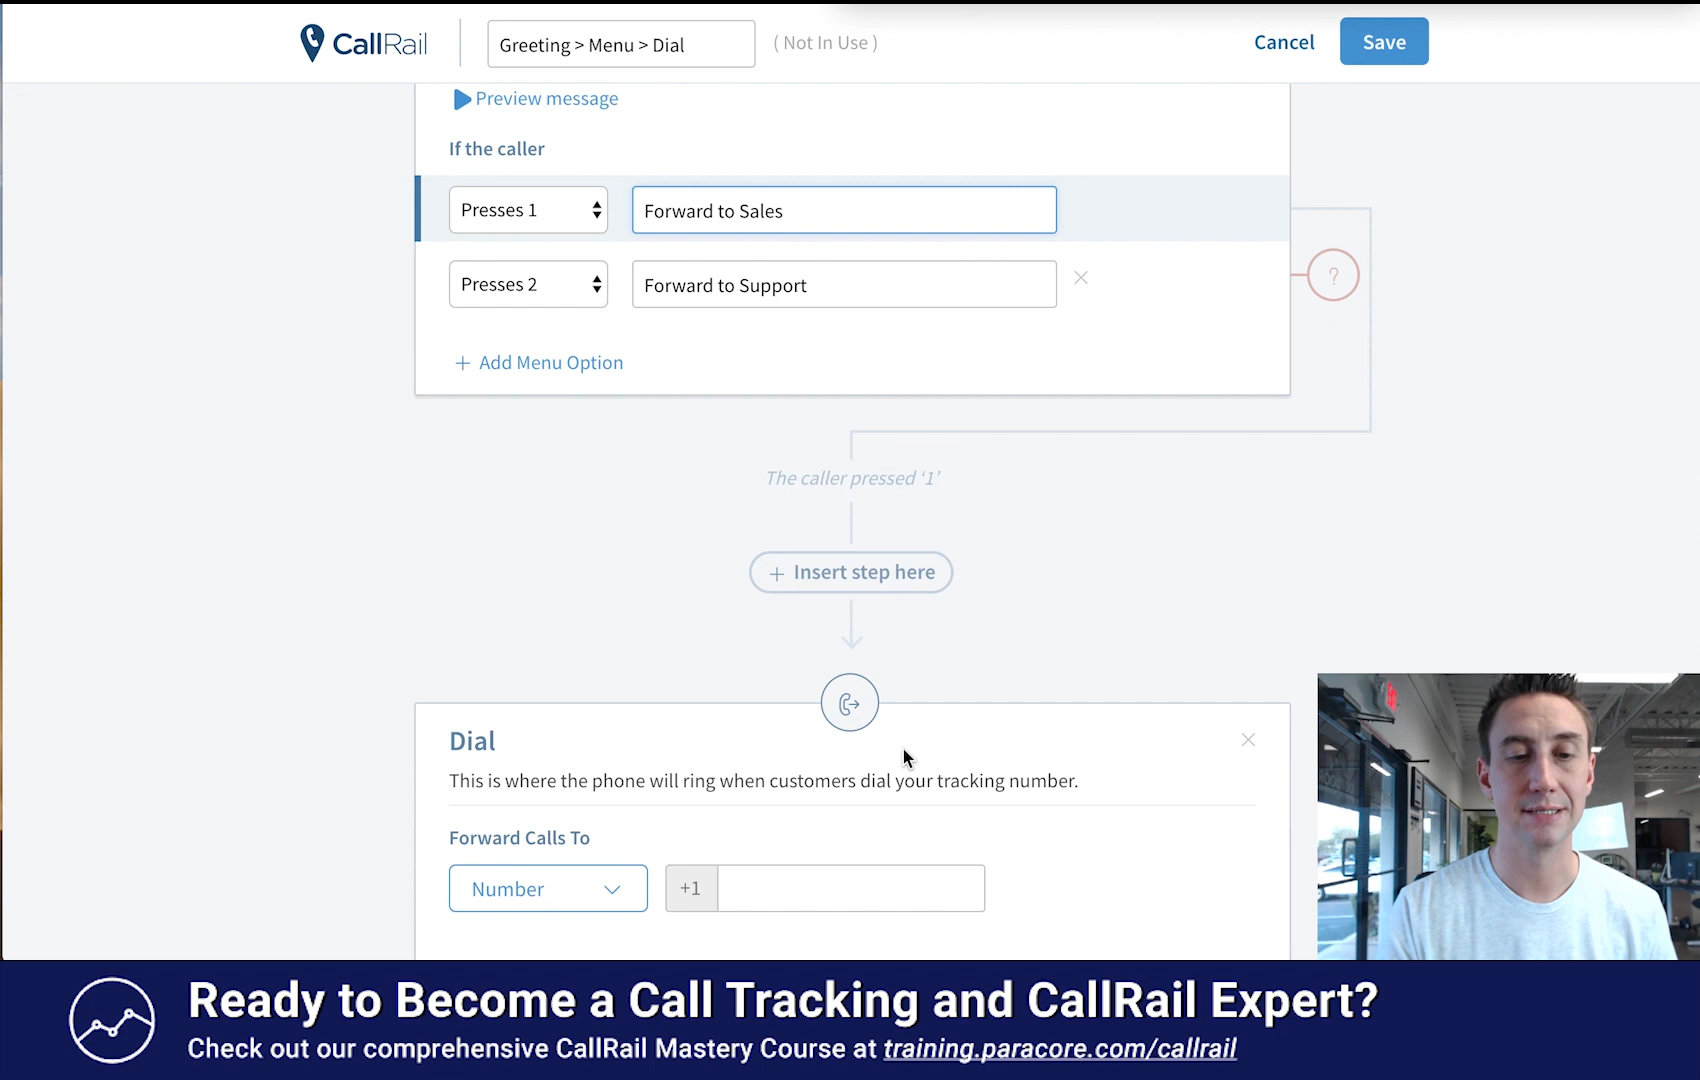 CallRail
Greeting > Menu > Dial
( Not In Use )
Cancel
Save
Preview message
If the caller
Presses 1
Forward to Sales
Presses 2
Forward to Support
?
+ Add Menu Option
The caller pressed ‘1’
+ Insert step here
Dial
This is where the phone will ring when customers dial your tracking number.
Forward Calls To
Number
+1
Ready to Become a Call Tracking and CallRail Expert?
Check out our comprehensive CallRail Mastery Course at training.paracore.com/callrail